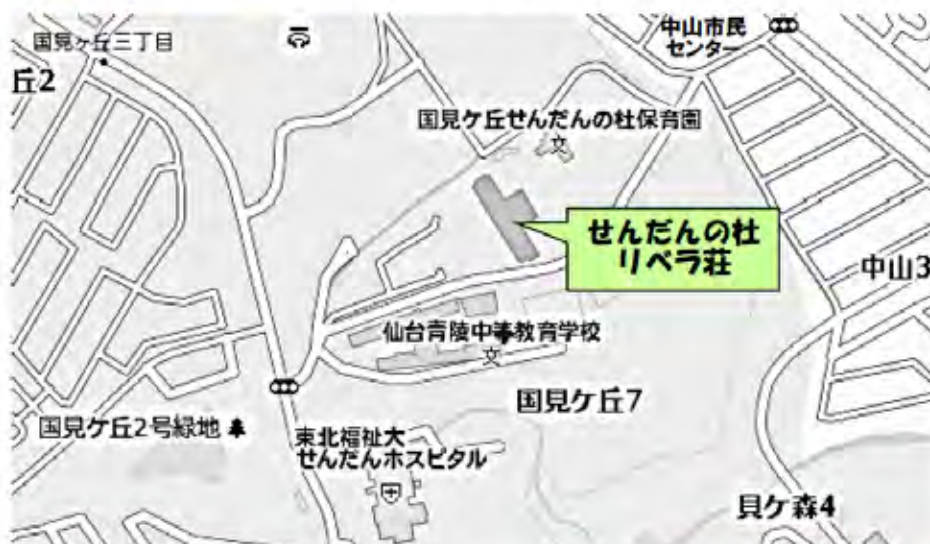 国見ヶ丘三丁目
丘2
中山市民
センター
国見ケ丘せんだんの杜保育園
せんだんの杜
リベラ荘
中山3
仙台青陵中等教育学校
国見ケ丘7
国見ケ丘2号緑地
東北福祉大
せんだんホスピタル
貝ケ森4